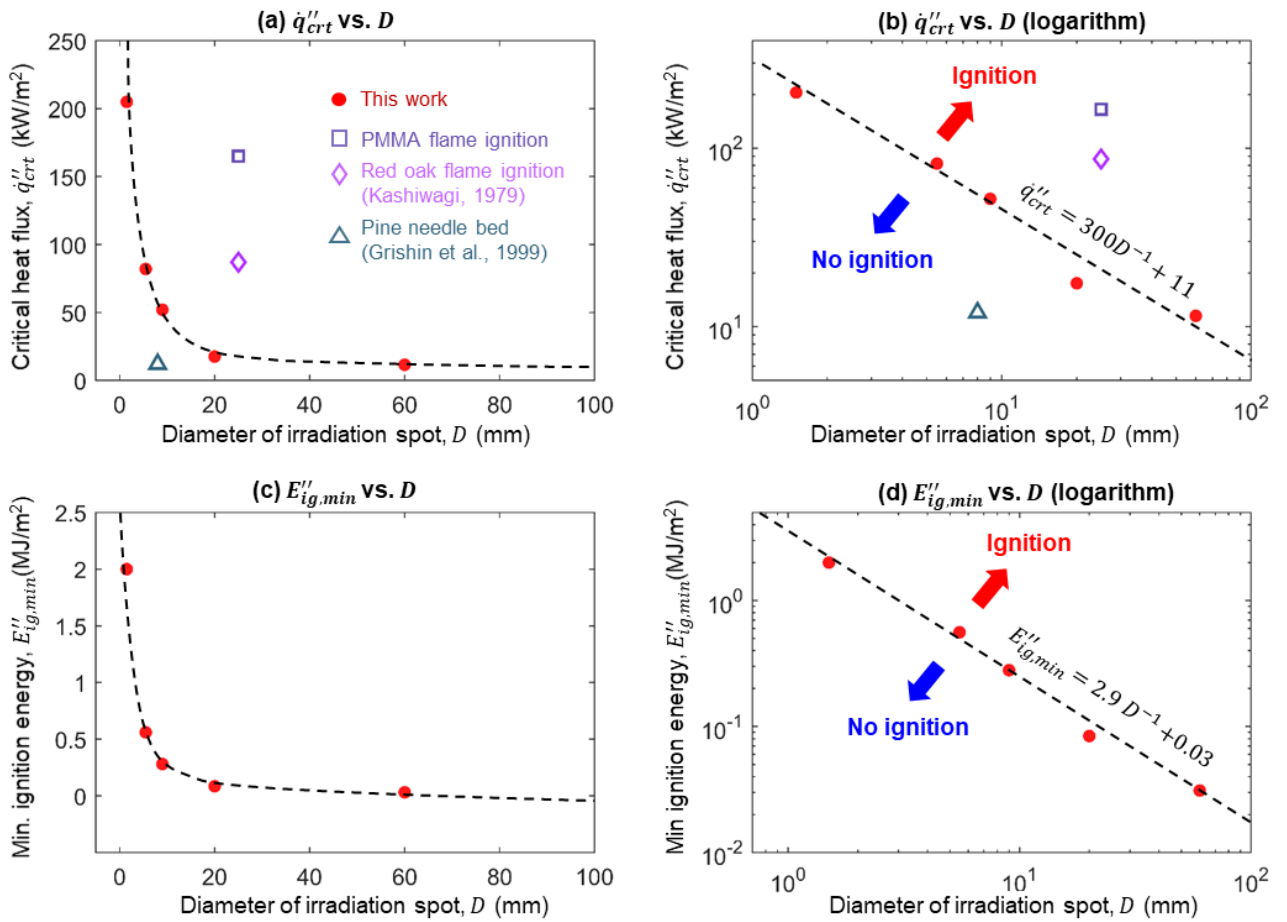 (a) q̇″crt vs. D
250
200
150
100
50
0
Critical heat flux, q̇″crt (kW/m²)
This work
PMMA flame ignition
Red oak flame ignition
(Kashiwagi, 1979)
Pine needle bed
(Grishin et al., 1999)
0 20 40 60 80 100
Diameter of irradiation spot, D (mm)
(b) q̇″crt vs. D (logarithm)
10²
10¹
Critical heat flux, q̇″crt (kW/m²)
Ignition
No ignition
q̇″crt = 300D⁻¹ + 11
10⁰ 10¹ 10²
Diameter of irradiation spot, D (mm)
(c) E″ig,min vs. D
2.5
2
1.5
1
0.5
0
Min. ignition energy, E″ig,min(MJ/m²)
0 20 40 60 80 100
Diameter of irradiation spot, D (mm)
(d) E″ig,min vs. D (logarithm)
10⁰
10⁻¹
10⁻²
Min ignition energy, E″ig,min(MJ/m²)
Ignition
No ignition
E″ig,min = 2.9 D⁻¹+0.03
10⁰ 10¹ 10²
Diameter of irradiation spot, D (mm)